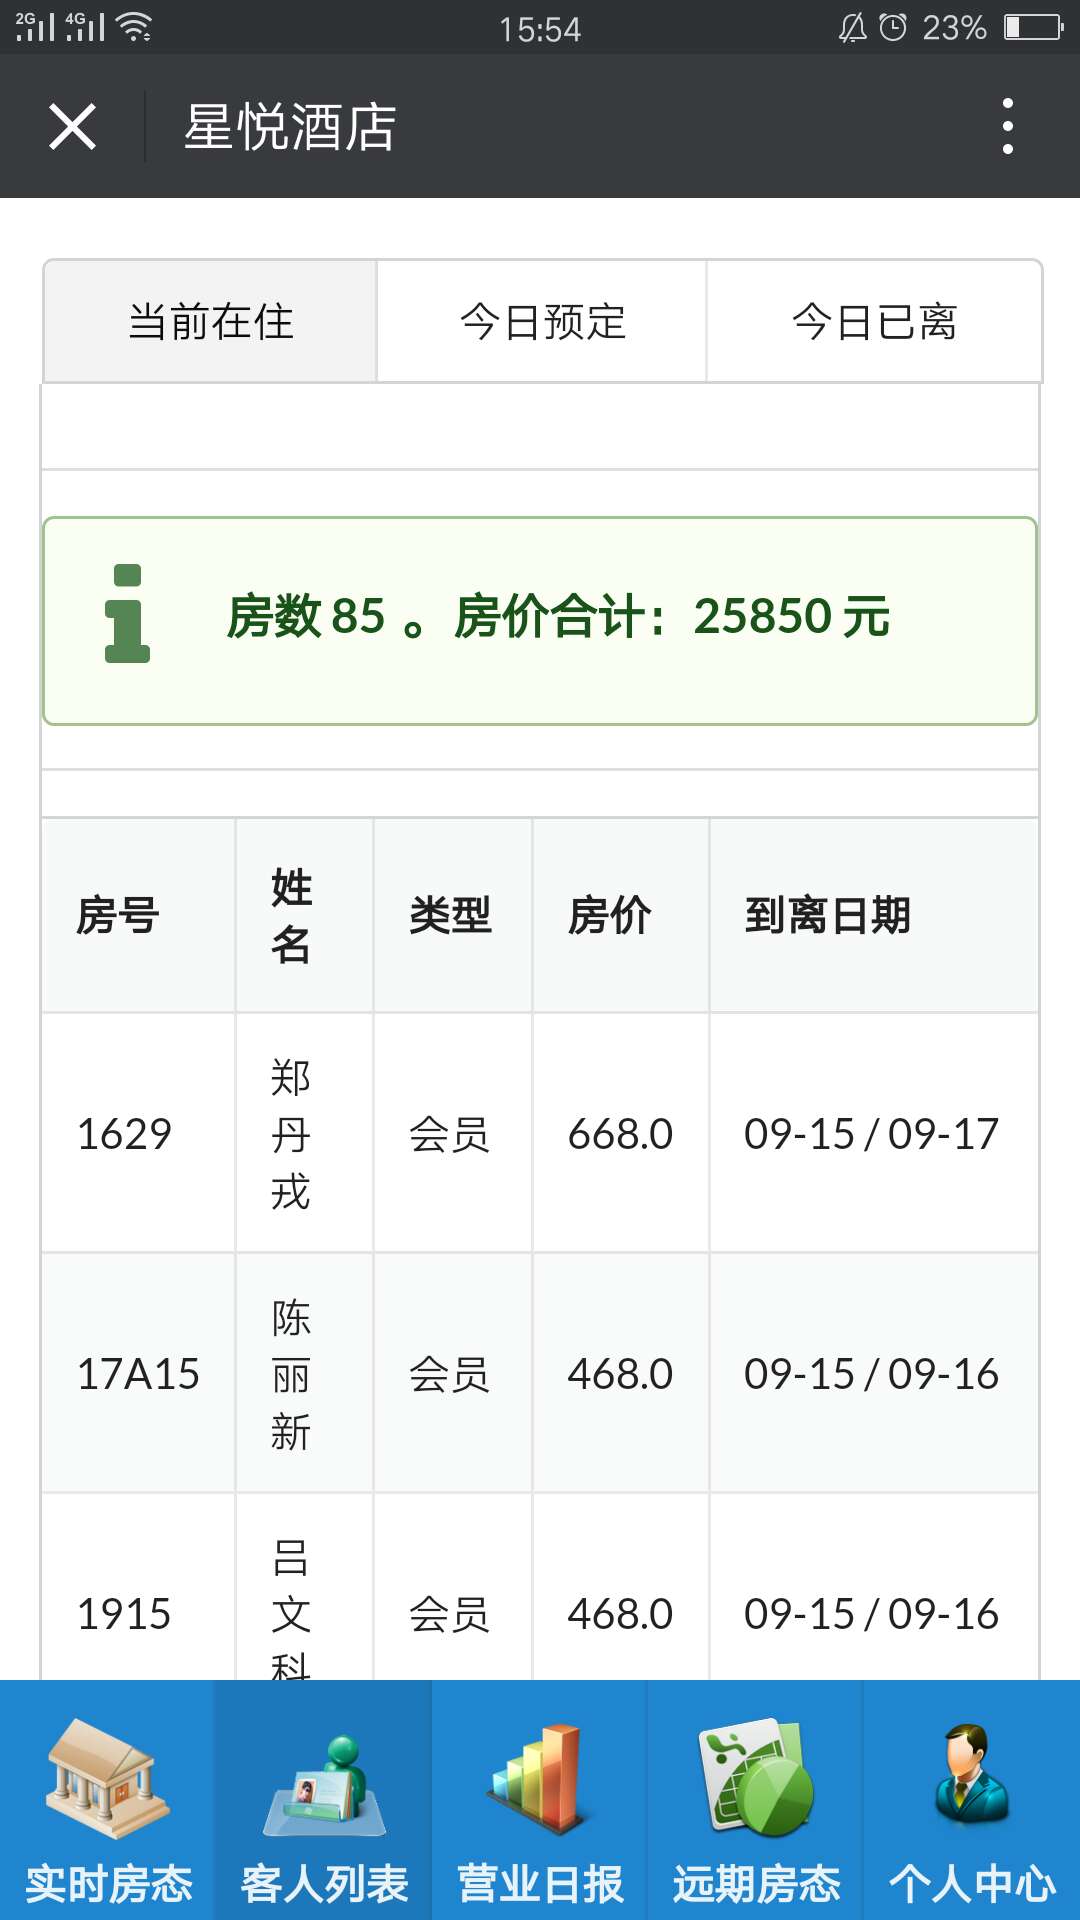 2G 4G 15:54 23%
星悦酒店
当前在住 今日预定 今日已离
房数 85 。房价合计：25850 元
房号 姓名 类型 房价 到离日期
1629 郑丹戎 会员 668.0 09-15 / 09-17
17A15 陈丽新 会员 468.0 09-15 / 09-16
1915 吕文科 会员 468.0 09-15 / 09-16
实时房态 客人列表 营业日报 远期房态 个人中心